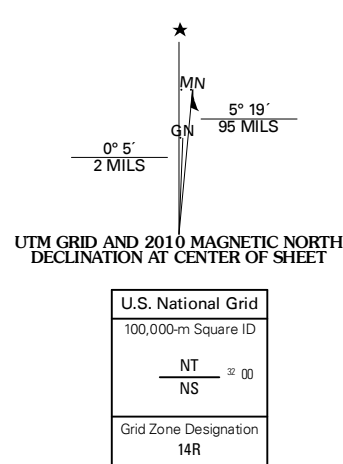 MN
5° 19´
95 MILS
GN
0° 5´
2 MILS
UTM GRID AND 2010 MAGNETIC NORTH
DECLINATION AT CENTER OF SHEET
U.S. National Grid
100,000-m Square ID
NT
32 00
NS
Grid Zone Designation
14R